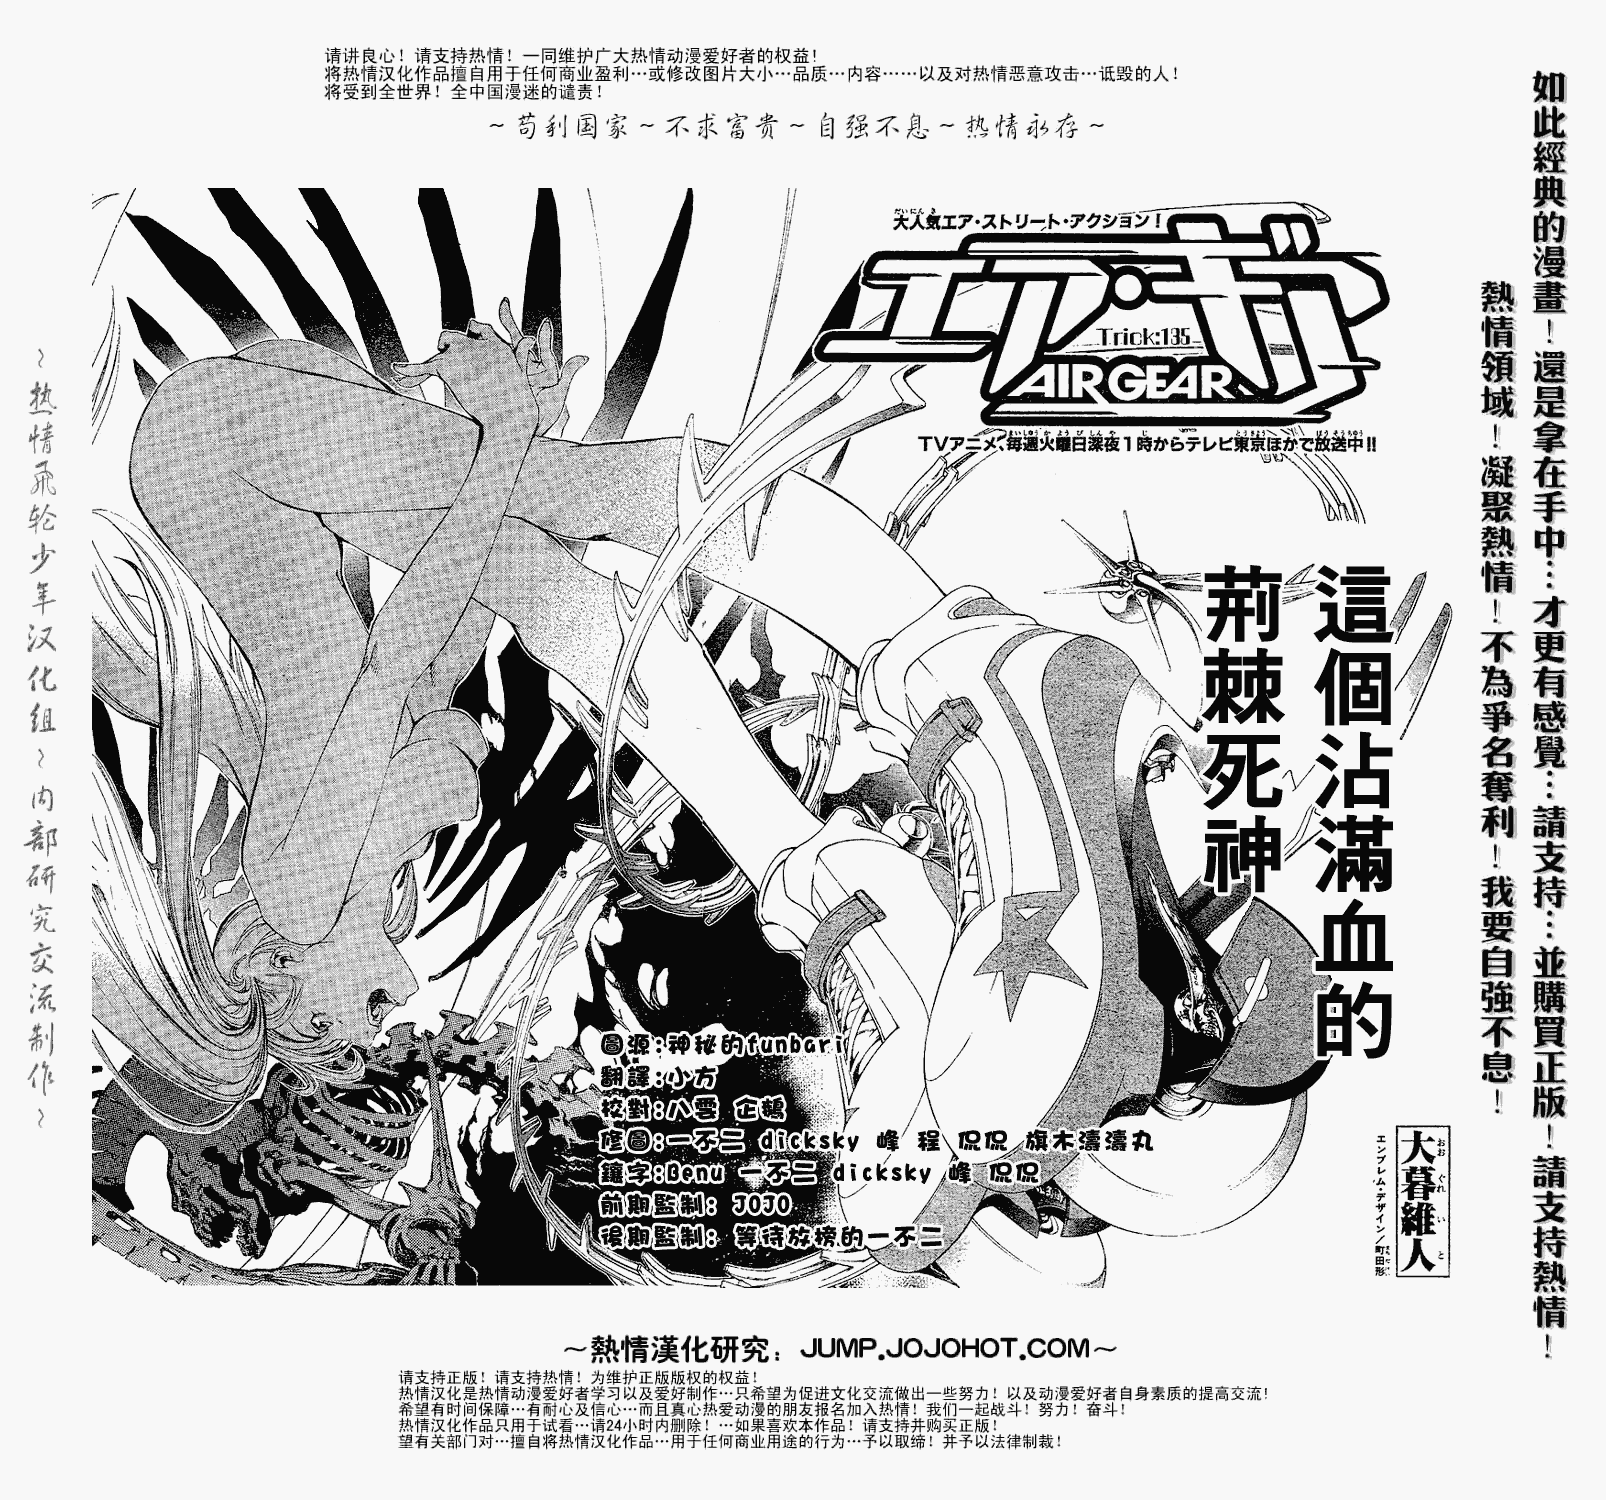 请讲良心！请支持热情！一同维护广大热情动漫爱好者的权益！
将热情汉化作品擅自用于任何商业盈利…或修改图片大小…品质…内容……以及对热情恶意攻击…诋毁的人！
将受到全世界！全中国漫迷的谴责！
～苟利国家～不求富贵～自强不息～热情永存～
如此經典的漫畫！還是拿在手中…才更有感覺…請支持…並購買正版！請支持熱情！
熱情領域！凝聚熱情！不為爭名奪利！我要自強不息！
大人気エア・ストリート・アクション！
エア・ギア
Trick:135
AIR GEAR
TVアニメ、毎週火曜日深夜1時からテレビ東京ほかで放送中!!
這個沾滿血的
荊棘死神
～热情飛轮少年汉化组～内部研究交流制作～
圖源:神秘的funbari
翻譯:小方
校對:八雲 企鵝
修圖:一不二 dicksky 峰 程 侃侃 旗木濤濤丸
鑲字:Benu 一不二 dicksky 峰 侃侃
前期監制: JOJO
後期監制: 等待放榜的一不二
大暮維人
エンブレム・デザイン／町田形
～熱情漢化研究：JUMP.JOJOHOT.COM～
请支持正版！请支持热情！为维护正版版权的权益！
热情汉化是热情动漫爱好者学习以及爱好制作…只希望为促进文化交流做出一些努力！以及动漫爱好者自身素质的提高交流！
希望有时间保障…有耐心及信心…而且真心热爱动漫的朋友报名加入热情！我们一起战斗！努力！奋斗！
热情汉化作品只用于试看…请24小时内删除！…如果喜欢本作品！请支持并购买正版！
望有关部门对…擅自将热情汉化作品…用于任何商业用途的行为…予以取缔！并予以法律制裁！